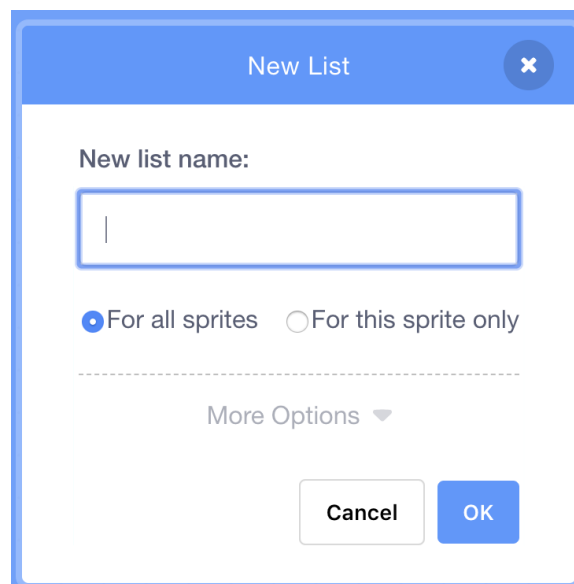 New List
New list name:
For all sprites For this sprite only
More Options
Cancel OK